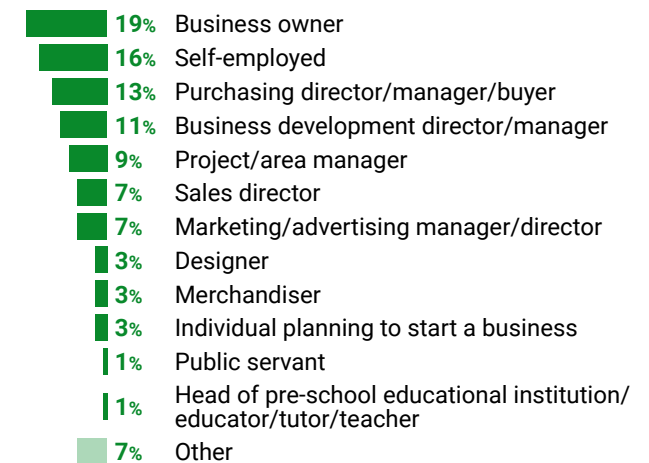 19% Business owner
16% Self-employed
13% Purchasing director/manager/buyer
11% Business development director/manager
9% Project/area manager
7% Sales director
7% Marketing/advertising manager/director
3% Designer
3% Merchandiser
3% Individual planning to start a business
1% Public servant
1% Head of pre-school educational institution/
educator/tutor/teacher
7% Other